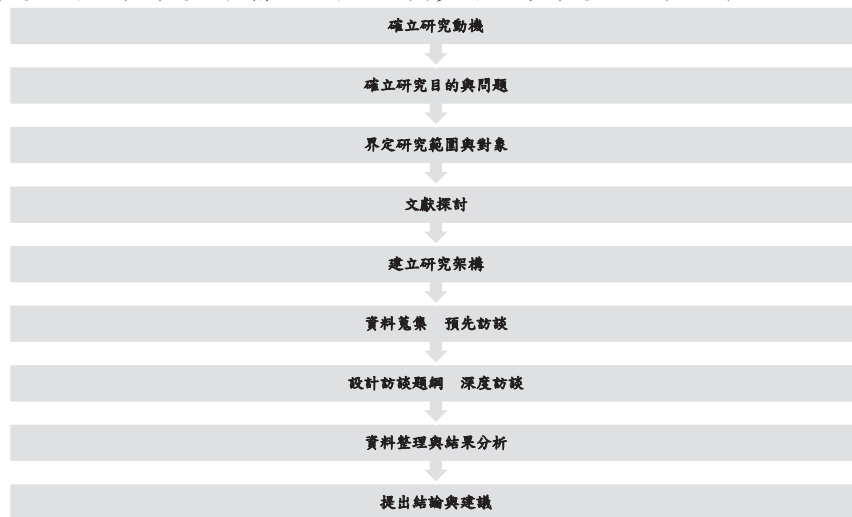 確立研究動機
確立研究目的與問題
界定研究範圍與對象
文獻探討
建立研究架構
資料蒐集　預先訪談
設計訪談題綱　深度訪談
資料整理與結果分析
提出結論與建議